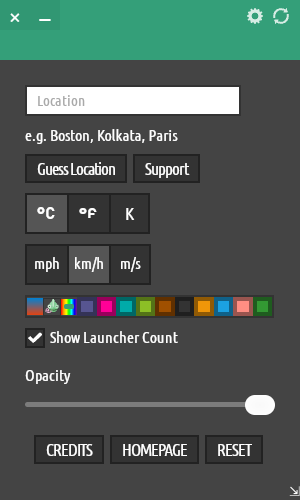 Location
e.g. Boston, Kolkata, Paris
Guess Location Support
°C °F K
mph km/h m/s
Show Launcher Count
Opacity
CREDITS HOMEPAGE RESET